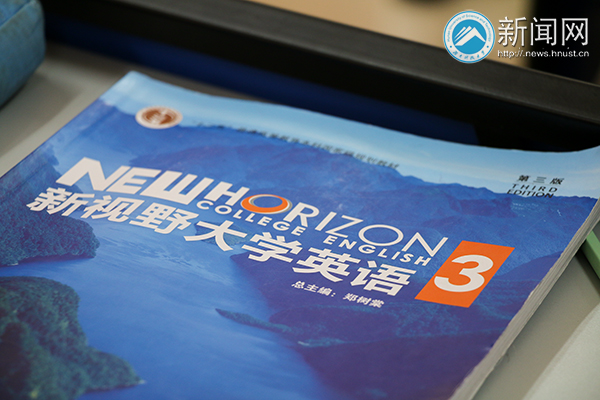 新闻网
http://news.hnust.cn
第三版
THIRD
EDITION
NEW HORIZON
COLLEGE ENGLISH
新视野大学英语
3
总主编：郑树棠